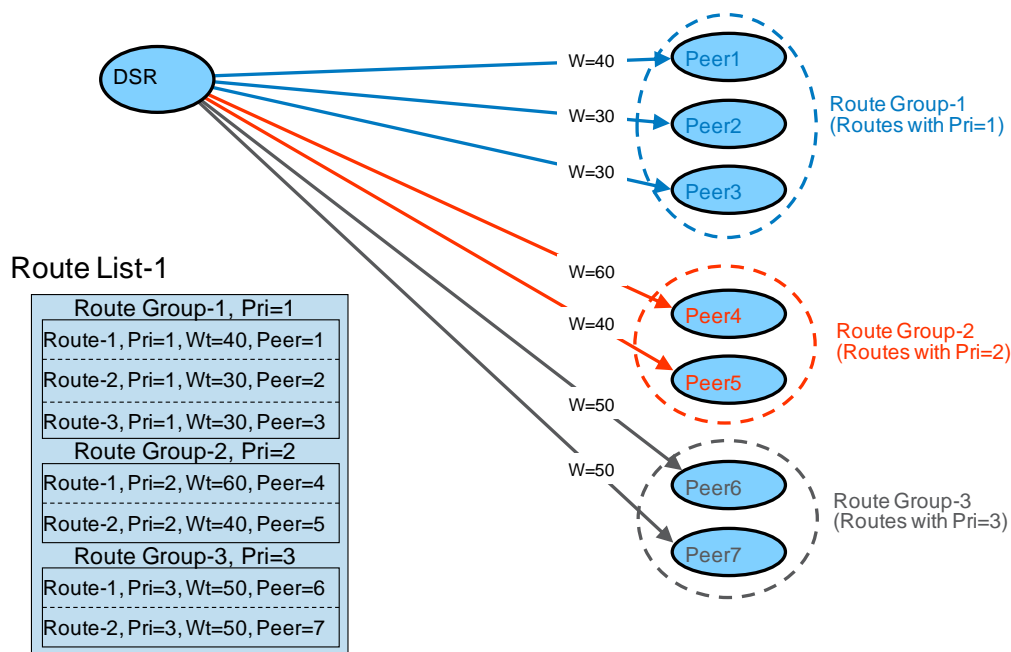 DSR
W=40
W=30
W=30
W=60
W=40
W=50
W=50
Peer1
Peer2
Peer3
Route Group-1
(Routes with Pri=1)
Peer4
Peer5
Route Group-2
(Routes with Pri=2)
Peer6
Peer7
Route Group-3
(Routes with Pri=3)
Route List-1
Route Group-1, Pri=1
Route-1, Pri=1, Wt=40, Peer=1
Route-2, Pri=1, Wt=30, Peer=2
Route-3, Pri=1, Wt=30, Peer=3
Route Group-2, Pri=2
Route-1, Pri=2, Wt=60, Peer=4
Route-2, Pri=2, Wt=40, Peer=5
Route Group-3, Pri=3
Route-1, Pri=3, Wt=50, Peer=6
Route-2, Pri=3, Wt=50, Peer=7